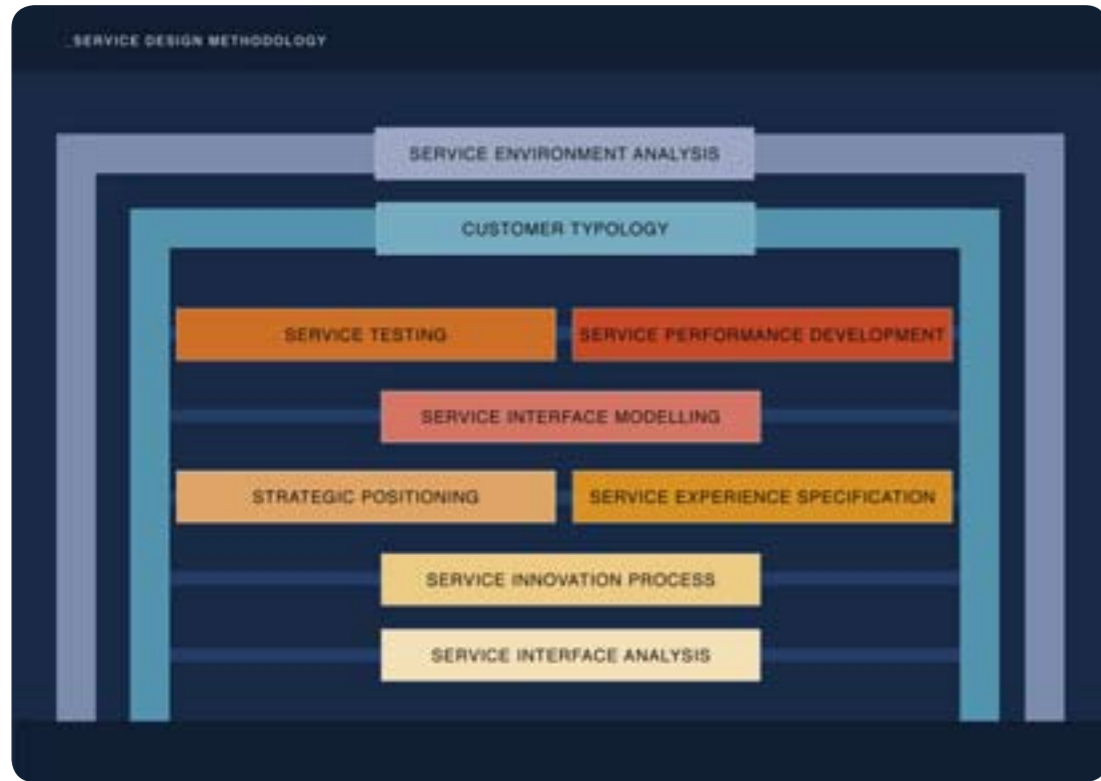 _SERVICE DESIGN METHODOLOGY
SERVICE ENVIRONMENT ANALYSIS
CUSTOMER TYPOLOGY
SERVICE TESTING
SERVICE PERFORMANCE DEVELOPMENT
SERVICE INTERFACE MODELLING
STRATEGIC POSITIONING
SERVICE EXPERIENCE SPECIFICATION
SERVICE INNOVATION PROCESS
SERVICE INTERFACE ANALYSIS